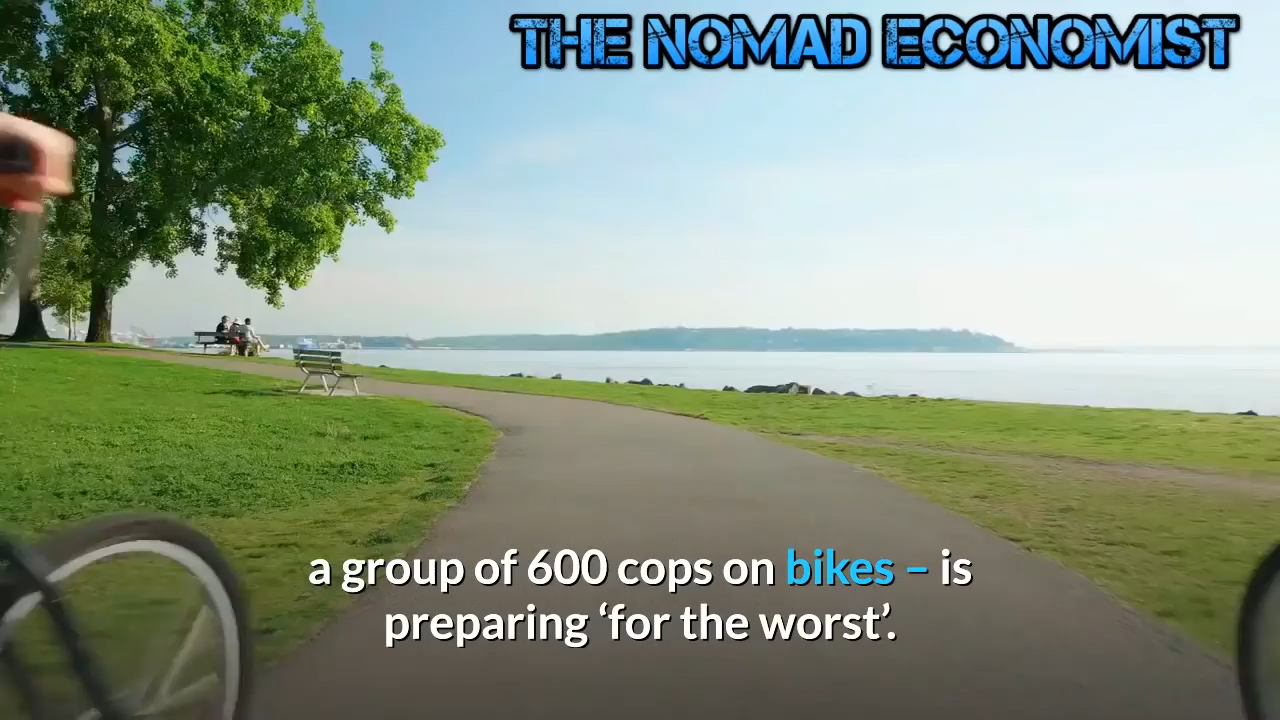 THE NOMAD ECONOMIST
a group of 600 cops on bikes – is
preparing ‘for the worst’.